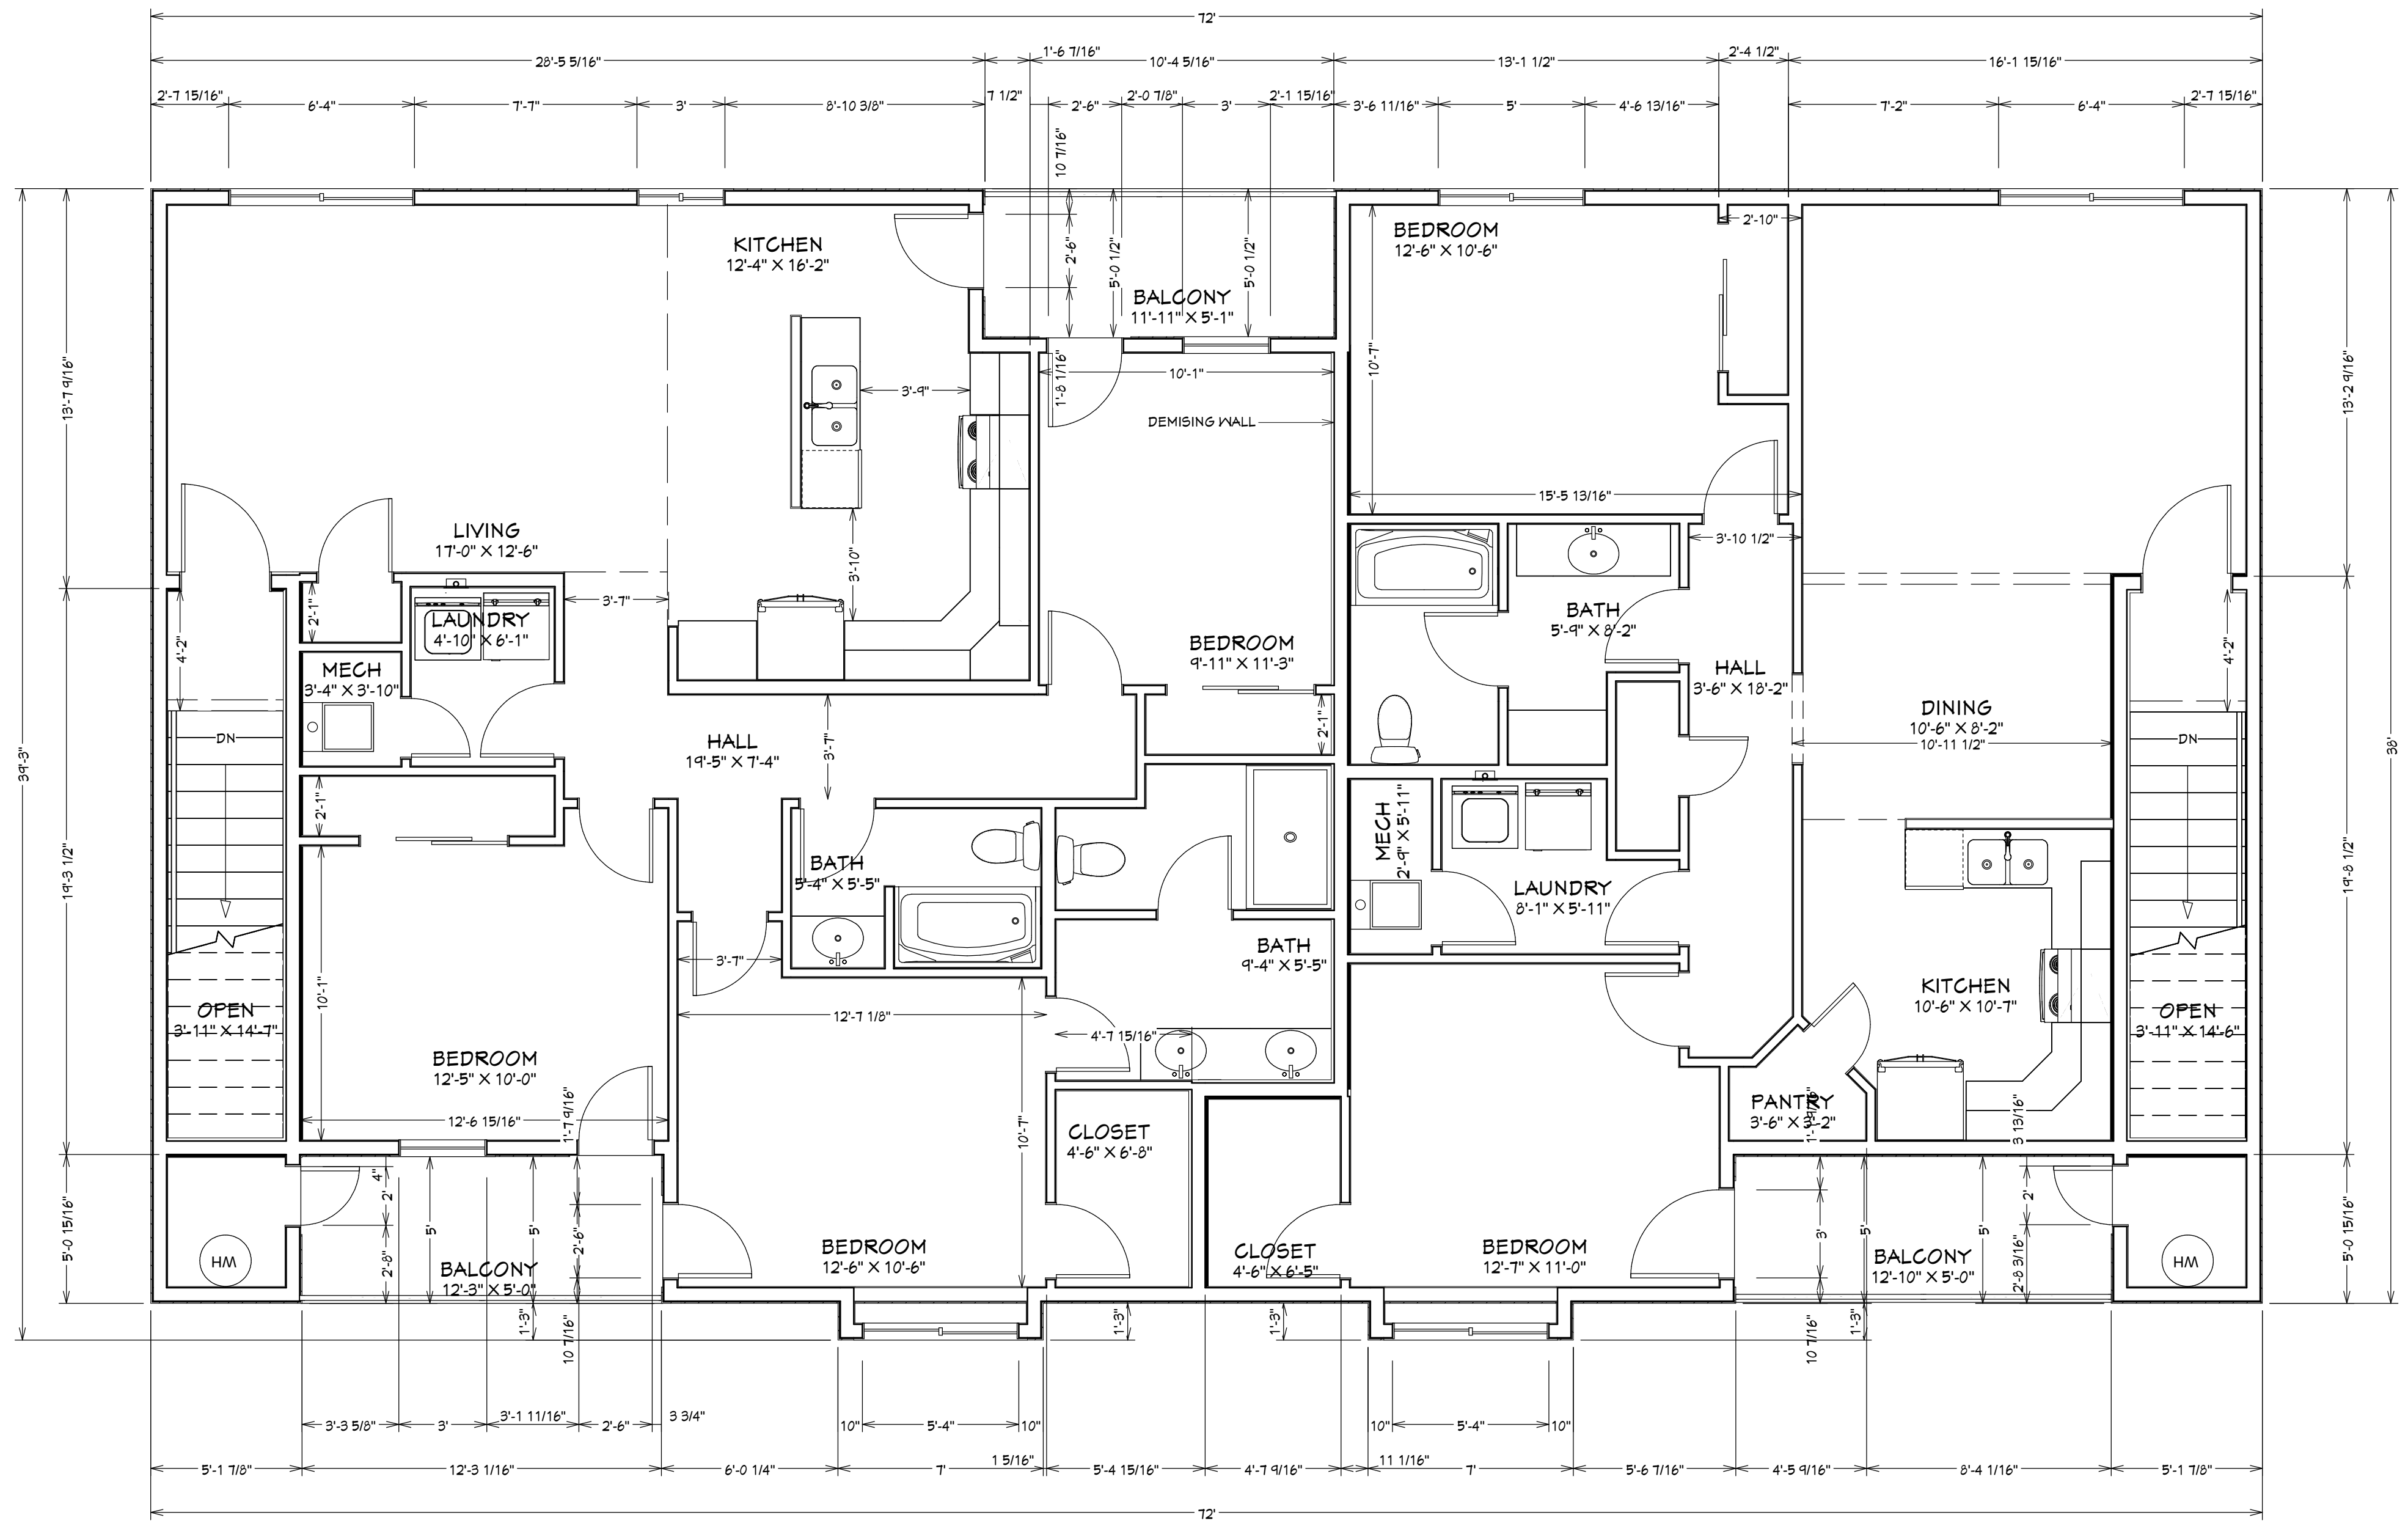 72'
28'-5 5/16"
1'-6 7/16"
10'-4 5/16"
13'-1 1/2"
2'-4 1/2"
16'-1 15/16"
2'-7 15/16"
6'-4"
7'-7"
3'
8'-10 3/8"
7 1/2"
2'-6"
2'-0 7/8"
3'
2'-1 15/16"
3'-6 11/16"
5'
4'-6 13/16"
7'-2"
6'-4"
2'-7 15/16"
10 7/16"
2'-6"
5'-0 1/2"
5'-0 1/2"
KITCHEN
12'-4" X 16'-2"
BALCONY
11'-11" X 5'-1"
BEDROOM
12'-6" X 10'-6"
2'-10"
13'-7 9/16"
3'-9"
1'-8 1/16"
10'-1"
DEMISING WALL
10'-7"
13'-2 9/16"
15'-5 13/16"
LIVING
17'-0" X 12'-6"
3'-10"
3'-10 1/2"
2'-1"
LAUNDRY
4'-10" X 6'-1"
3'-7"
4'-2"
BEDROOM
9'-11" X 11'-3"
BATH
5'-9" X 8'-2"
HALL
3'-6" X 18'-2"
4'-2"
MECH
3'-4" X 3'-10"
DN
HALL
19'-5" X 7'-4"
3'-7"
2'-1"
DINING
10'-6" X 8'-2"
10'-11 1/2"
DN
39'-3"
38'
2'-1"
19'-3 1/2"
BATH
5'-4" X 5'-5"
MECH
2'-9" X 5'-11"
LAUNDRY
8'-1" X 5'-11"
19'-8 1/2"
3'-7"
BATH
9'-4" X 5'-5"
10'-1"
OPEN
3'-11" X 14'-7"
12'-7 1/8"
4'-7 15/16"
KITCHEN
10'-6" X 10'-7"
OPEN
3'-11" X 14'-6"
BEDROOM
12'-5" X 10'-0"
12'-6 15/16"
1'-7 9/16"
10'-7"
CLOSET
4'-6" X 6'-8"
PANTRY
3'-6" X 3'-2"
3 13/16"
5'-0 15/16"
WH
4"
2'
2'-8"
5'
5'
2'-6"
BALCONY
12'-3" X 5'-0"
BEDROOM
12'-6" X 10'-6"
CLOSET
4'-6" X 6'-5"
BEDROOM
12'-7" X 11'-0"
3'
5'
5'
2'
2'-8 3/16"
BALCONY
12'-10" X 5'-0"
WH
5'-0 15/16"
1'-3"
10 7/16"
1'-3"
1'-3"
10 7/16"
1'-3"
3'-3 5/8"
3'
3'-1 11/16"
2'-6"
3 3/4"
10"
5'-4"
10"
10"
5'-4"
10"
5'-1 7/8"
12'-3 1/16"
6'-0 1/4"
7'
1 5/16"
5'-4 15/16"
4'-7 9/16"
11 1/16"
7'
5'-6 7/16"
4'-5 9/16"
8'-4 1/16"
5'-1 7/8"
72'